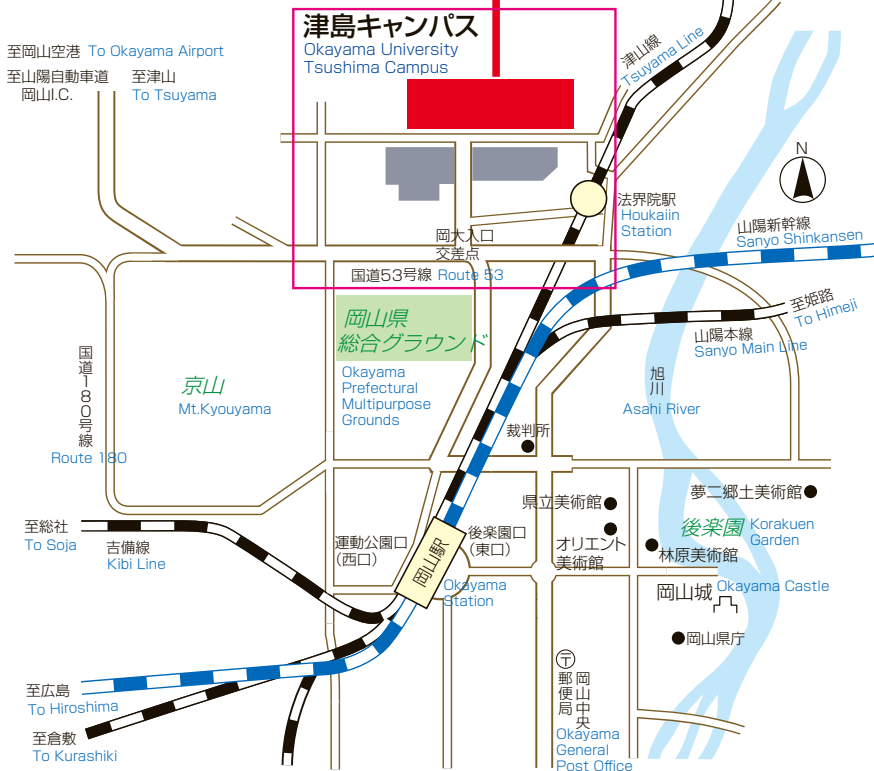 津島キャンパス
Okayama University
Tsushima Campus
至岡山空港 To Okayama Airport
至山陽自動車道
岡山I.C.
至津山
To Tsuyama
津山線
Tsuyama Line
N
法界院駅
Houkaiin
Station
山陽新幹線
Sanyo Shinkansen
岡大入口
交差点
国道53号線 Route 53
至姫路
To Himeji
山陽本線
Sanyo Main Line
岡山県
総合グラウンド
Okayama
Prefectural
Multipurpose
Grounds
国道180号線
Route 180
京山
Mt.Kyouyama
旭川
Asahi River
裁判所
県立美術館
オリエント
美術館
夢二郷土美術館
後楽園 Korakuen
Garden
林原美術館
岡山城 Okayama Castle
岡山県庁
至総社
To Soja
吉備線
Kibi Line
運動公園口
(西口)
岡山駅
後楽園口
(東口)
Okayama
Station
〒
岡山中央
郵便局
Okayama
General
Post Office
至広島
To Hiroshima
至倉敷
To Kurashiki